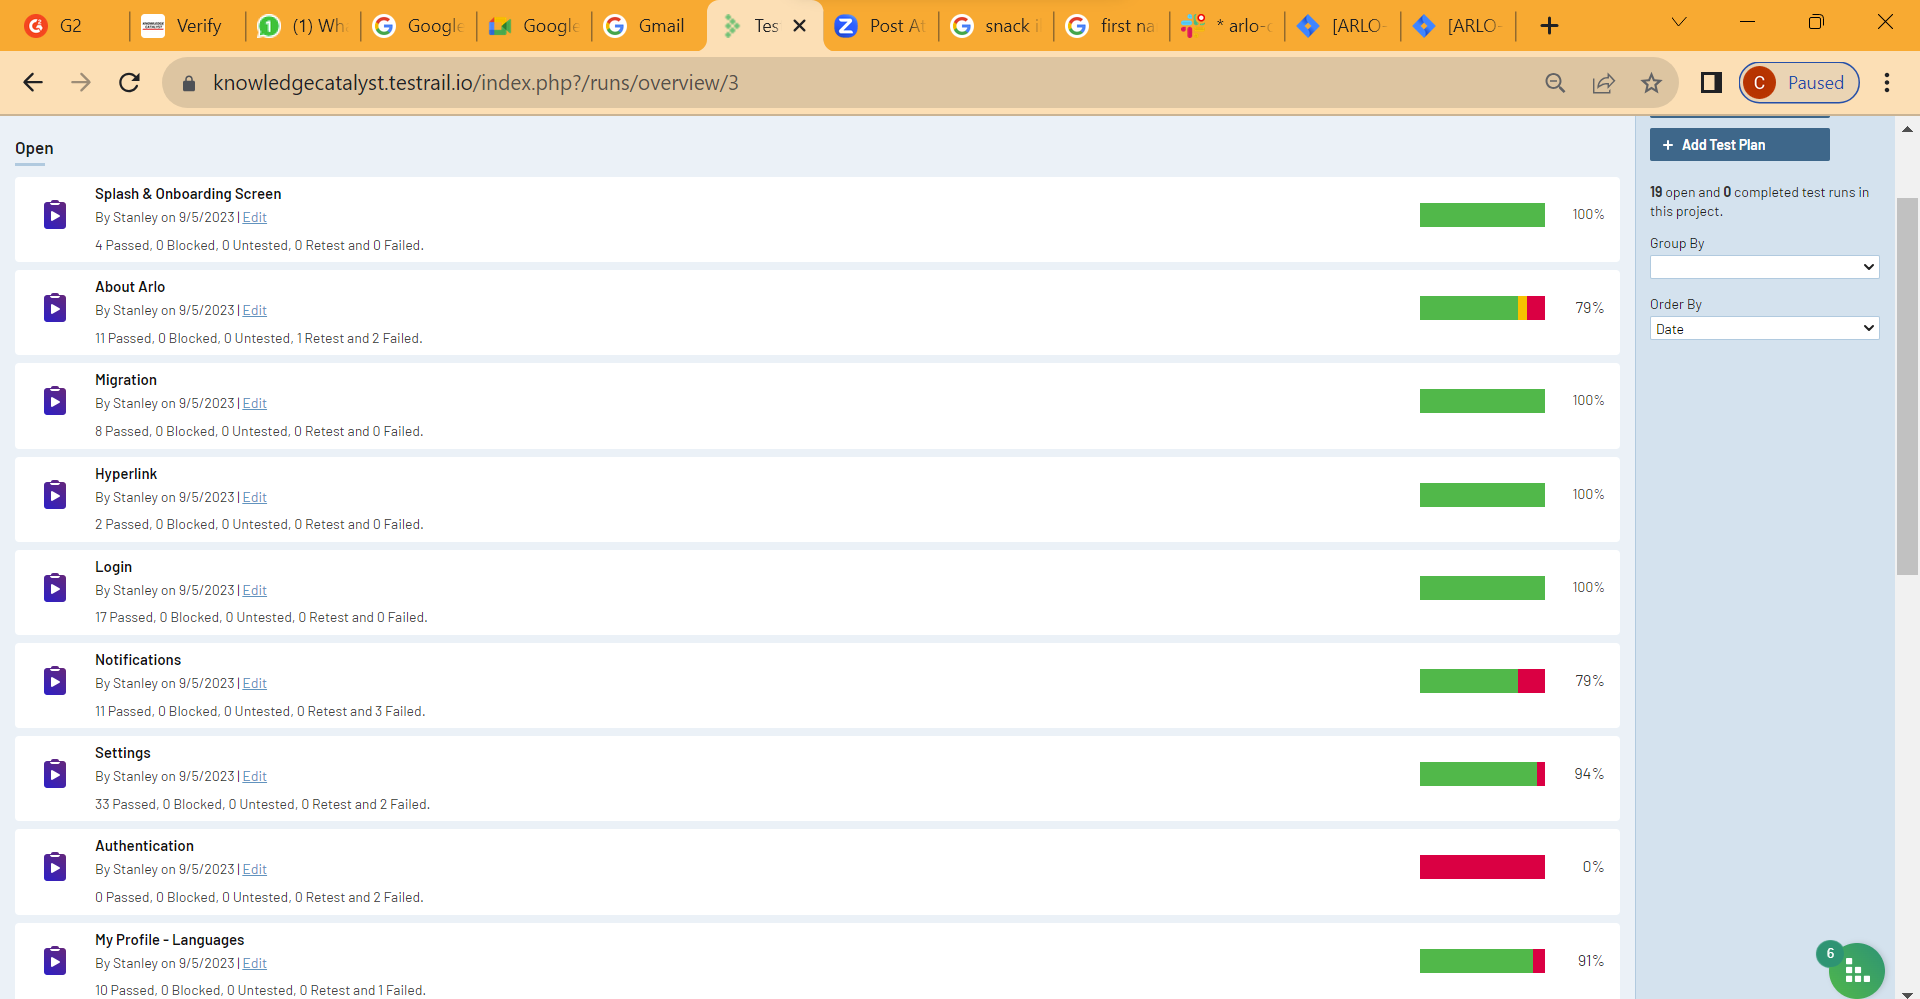 G2
Verify
(1) Wh
Google
Google
Gmail
Tes
Post At
snack i
first na
* arlo-
[ARLO-
[ARLO-
knowledgecatalyst.testrail.io/index.php?/runs/overview/3
C Paused
Open
Splash & Onboarding Screen
By Stanley on 9/5/2023 | Edit
4 Passed, 0 Blocked, 0 Untested, 0 Retest and 0 Failed.
100%
About Arlo
By Stanley on 9/5/2023 | Edit
11 Passed, 0 Blocked, 0 Untested, 1 Retest and 2 Failed.
79%
Migration
By Stanley on 9/5/2023 | Edit
8 Passed, 0 Blocked, 0 Untested, 0 Retest and 0 Failed.
100%
Hyperlink
By Stanley on 9/5/2023 | Edit
2 Passed, 0 Blocked, 0 Untested, 0 Retest and 0 Failed.
100%
Login
By Stanley on 9/5/2023 | Edit
17 Passed, 0 Blocked, 0 Untested, 0 Retest and 0 Failed.
100%
Notifications
By Stanley on 9/5/2023 | Edit
11 Passed, 0 Blocked, 0 Untested, 0 Retest and 3 Failed.
79%
Settings
By Stanley on 9/5/2023 | Edit
33 Passed, 0 Blocked, 0 Untested, 0 Retest and 2 Failed.
94%
Authentication
By Stanley on 9/5/2023 | Edit
0 Passed, 0 Blocked, 0 Untested, 0 Retest and 2 Failed.
0%
My Profile - Languages
By Stanley on 9/5/2023 | Edit
10 Passed, 0 Blocked, 0 Untested, 0 Retest and 1 Failed.
91%
+ Add Test Plan
19 open and 0 completed test runs in
this project.
Group By
Order By
Date
6